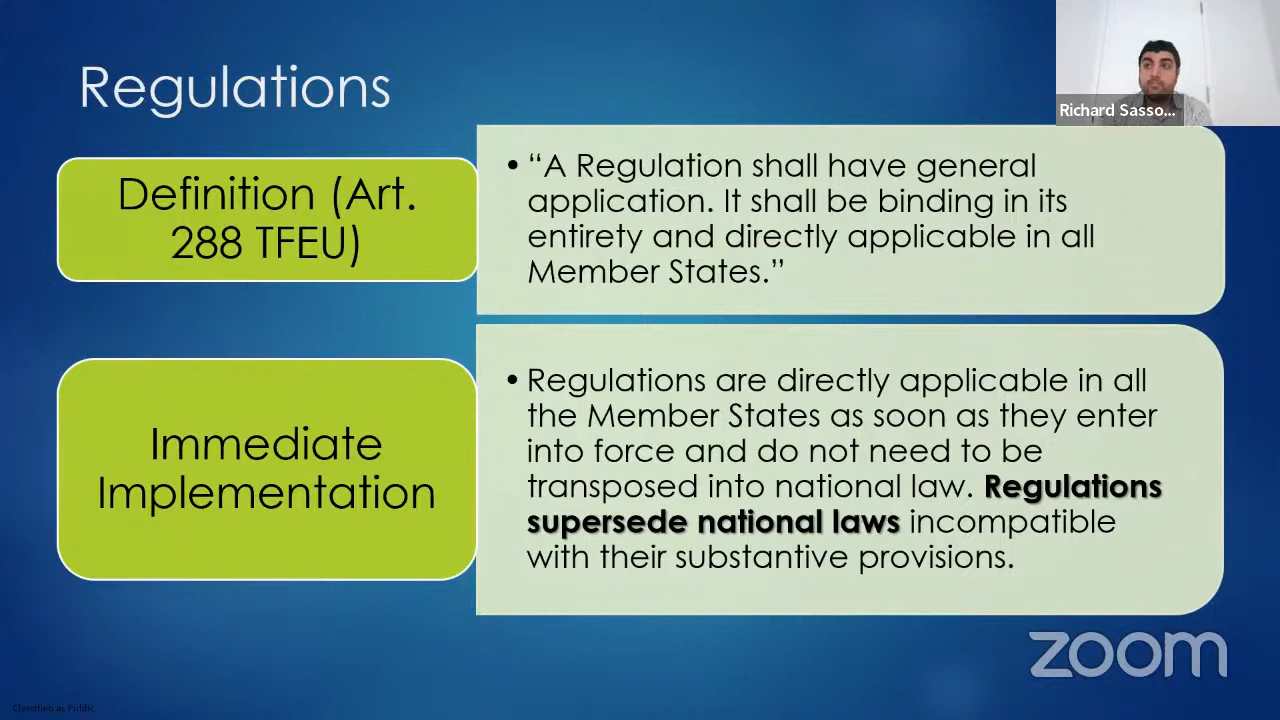 Regulations
Richard Sasso...
Definition (Art.
288 TFEU)
• “A Regulation shall have general
application. It shall be binding in its
entirety and directly applicable in all
Member States.”
Immediate
Implementation
• Regulations are directly applicable in all
the Member States as soon as they enter
into force and do not need to be
transposed into national law. Regulations
supersede national laws incompatible
with their substantive provisions.
zoom
Classified as Public